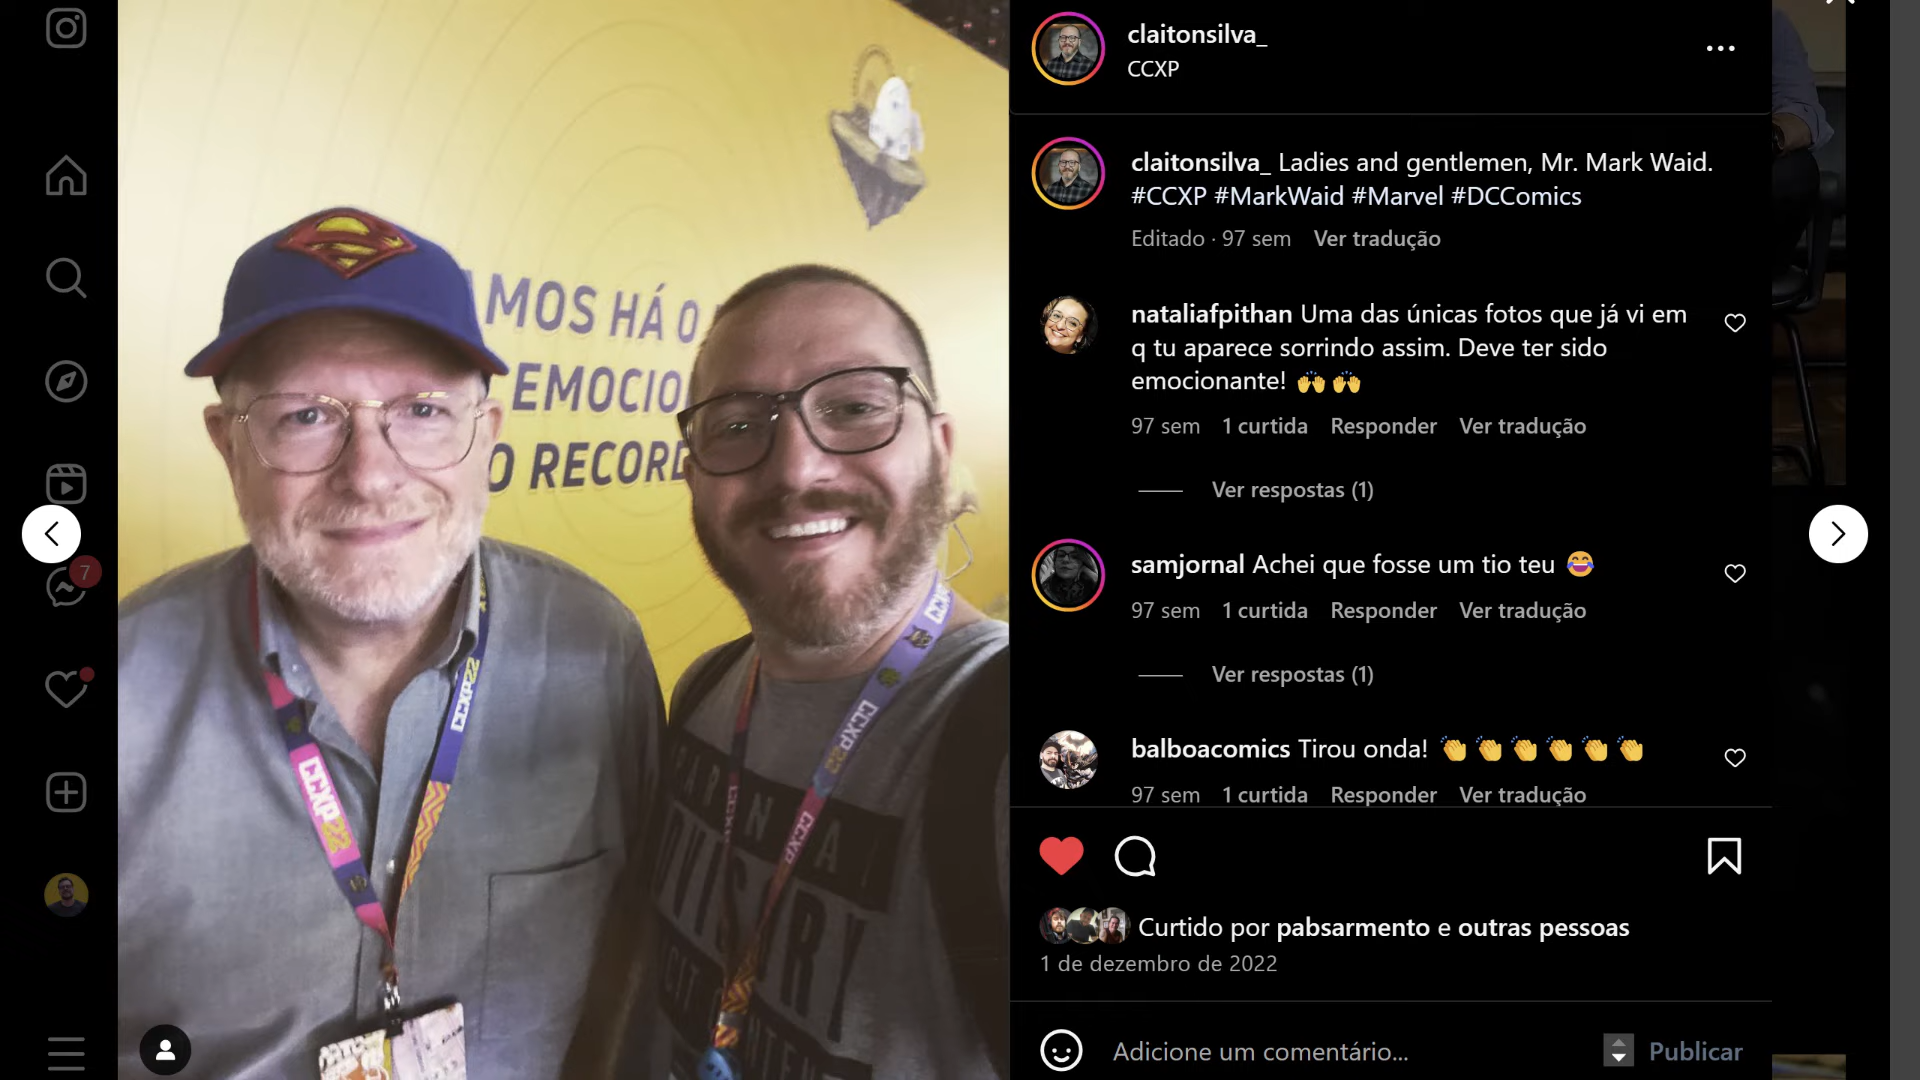 AMOS HÁ O
EMOCIO
O RECORD
CCXP22
CCXP22
CCXP22
CCXP
claitonsilva_
CCXP
claitonsilva_ Ladies and gentlemen, Mr. Mark Waid.
#CCXP #MarkWaid #Marvel #DCComics
Editado · 97 sem Ver tradução
nataliafpithan Uma das únicas fotos que já vi em
q tu aparece sorrindo assim. Deve ter sido
emocionante! 🙌 🙌
97 sem 1 curtida Responder Ver tradução
Ver respostas (1)
samjornal Achei que fosse um tio teu 😂
97 sem 1 curtida Responder Ver tradução
Ver respostas (1)
balboacomics Tirou onda! 👏 👏 👏 👏 👏 👏
97 sem 1 curtida Responder Ver tradução
Curtido por pabsarmento e outras pessoas
1 de dezembro de 2022
Adicione um comentário... Publicar
7